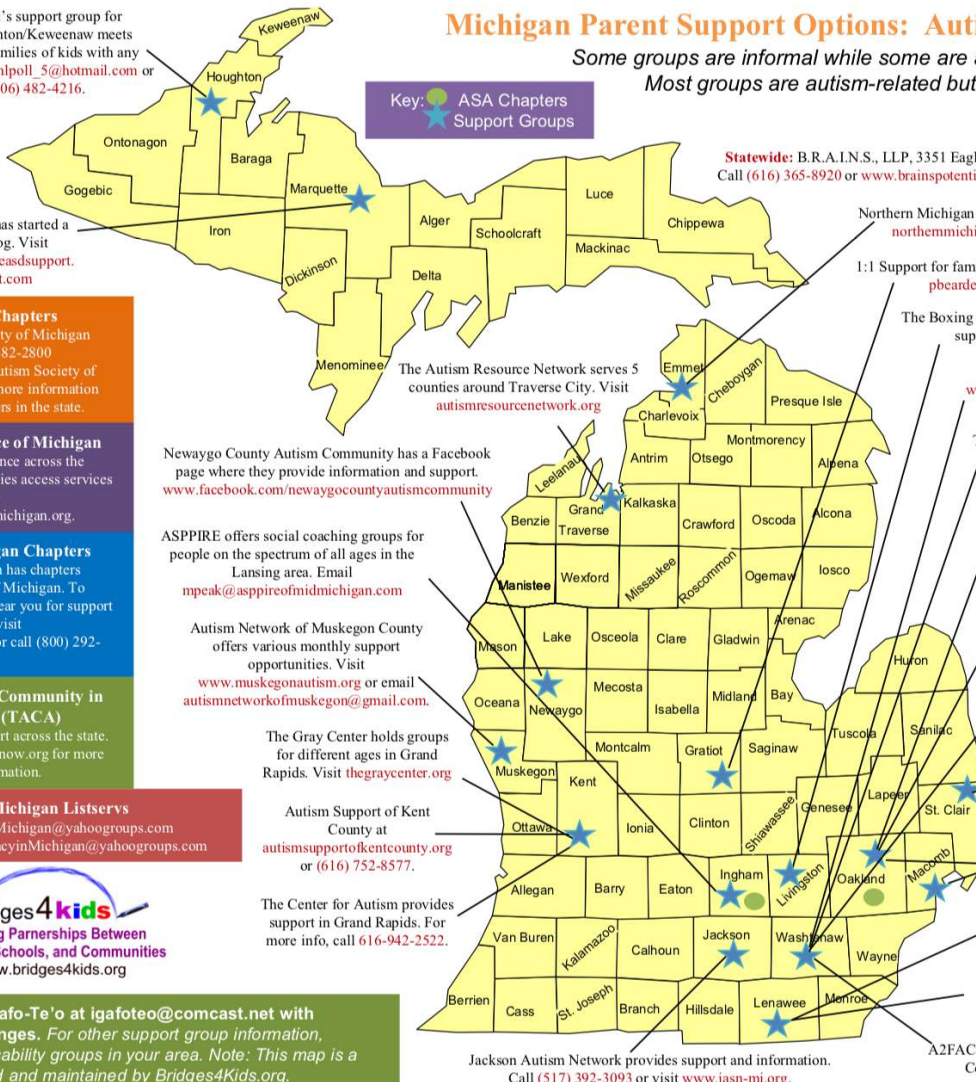 's support group for
nton/Keweenaw meets
milies of kids with any
nlpoll_5@hotmail.com or
06) 482-4216.
Michigan Parent Support Options: Auti
Some groups are informal while some are a
Most groups are autism-related but
Key: ASA Chapters
Support Groups
Statewide: B.R.A.I.N.S., LLP, 3351 Eagl
Call (616) 365-8920 or www.brainspotenti
Northern Michigan
northernmichi
1:1 Support for fam
pbearde
The Boxing
sup
w
T
as started a
og. Visit
easdsupport.
t.com
Chapters
ty of Michigan
82-2800
utism Society of
more information
rs in the state.
ce of Michigan
nce across the
ies access services
michigan.org.
gan Chapters
n has chapters
f Michigan. To
ear you for support
visit
or call (800) 292-
Community in
(TACA)
rt across the state.
now.org for more
mation.
Michigan Listservs
Michigan@yahoogroups.com
acyinMichigan@yahoogroups.com
ges4kids
g Parnerships Between
Schools, and Communities
w.bridges4kids.org
afo-Te'o at igafoteo@comcast.net with
nges. For other support group information,
sability groups in your area. Note: This map is a
d and maintained by Bridges4Kids.org.
The Autism Resource Network serves 5
counties around Traverse City. Visit
autismresourcenetwork.org
Newaygo County Autism Community has a Facebook
page where they provide information and support.
www.facebook.com/newaygocountyautismcommunity
ASPPIRE offers social coaching groups for
people on the spectrum of all ages in the
Lansing area. Email
mpeak@asppireofmidmichigan.com
Autism Network of Muskegon County
offers various monthly support
opportunities. Visit
www.muskegonautism.org or email
autismnetworkofmuskegon@gmail.com.
The Gray Center holds groups
for different ages in Grand
Rapids. Visit thegraycenter.org
Autism Support of Kent
County at
autismsupportofkentcounty.org
or (616) 752-8577.
The Center for Autism provides
support in Grand Rapids. For
more info, call 616-942-2522.
Jackson Autism Network provides support and information.
Call (517) 392-3093 or visit www.jasn-mi.org.
A2FAC
C
Keweenaw
Houghton
Ontonagon
Baraga
Gogebic
Marquette
Iron
Alger
Luce
Schoolcraft
Chippewa
Mackinac
Dickinson
Delta
Menominee
Emmet
Cheboygan
Presque Isle
Charlevoix
Montmorency
Antrim
Otsego
Alpena
Leelanau
Kalkaska
Grand
Traverse
Benzie
Crawford
Oscoda
Alcona
Manistee
Wexford
Missaukee
Roscommon
Ogemaw
Iosco
Arenac
Mason
Lake
Osceola
Clare
Gladwin
Huron
Oceana
Newaygo
Mecosta
Isabella
Midland
Bay
Tuscola
Sanilac
Montcalm
Gratiot
Saginaw
Muskegon
Kent
Lapeer
Genesee
St. Clair
Ottawa
Ionia
Clinton
Shiawassee
Ingham
Livingston
Oakland
Macomb
Allegan
Barry
Eaton
Van Buren
Kalamazoo
Calhoun
Jackson
Washtenaw
Wayne
Berrien
Cass
St. Joseph
Branch
Hillsdale
Lenawee
Monroe